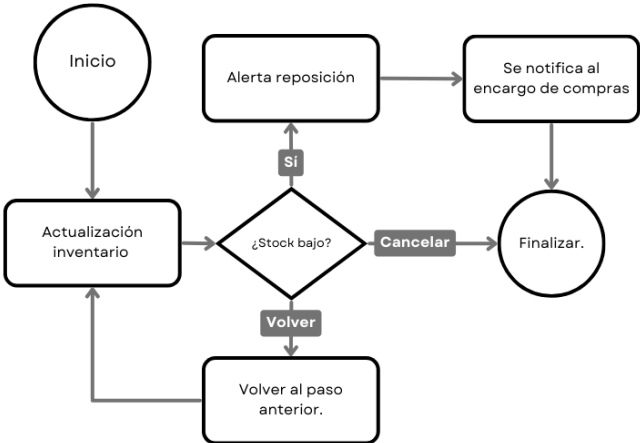 Inicio
Alerta reposición
Se notifica al
encargo de compras
Sí
Actualización
inventario
¿Stock bajo?
Cancelar
Finalizar.
Volver
Volver al paso
anterior.